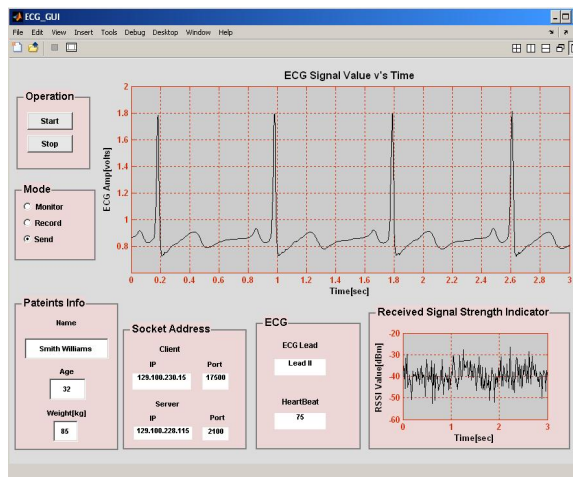 ECG_GUI
File Edit View Insert Tools Debug Desktop Window Help
ECG Signal Value v's Time
Operation
Start
Stop
Mode
Monitor
Record
Send
ECG Amp[volts]
2
1.8
1.6
1.4
1.2
1
0.8
0 0.2 0.4 0.6 0.8 1 1.2 1.4 1.6 1.8 2 2.2 2.4 2.6 2.8 3
Time[sec]
Pateints Info
Name
Smith Williams
Age
32
Weight[kg]
85
Socket Address
Client
IP Port
129.100.230.15 17500
Server
IP Port
129.100.228.115 2100
ECG
ECG Lead
Lead II
HeartBeat
75
Received Signal Strength Indicator
RSSI Value[dBm]
-20
-30
-40
-50
-60
0 1 2 3
Time[sec]